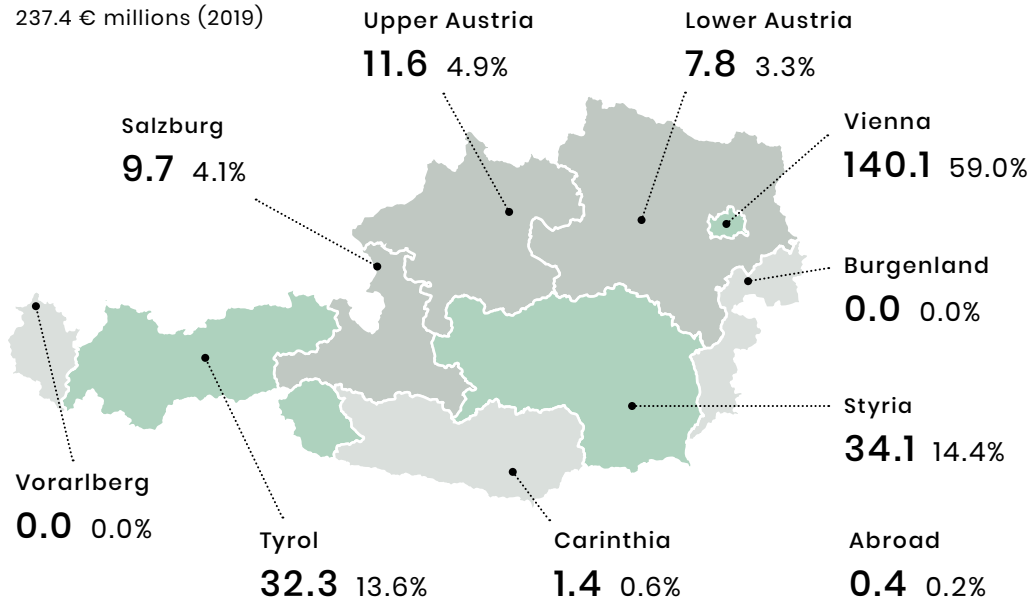 237.4 € millions (2019)
Upper Austria
11.6 4.9%
Lower Austria
7.8 3.3%
Salzburg
9.7 4.1%
Vienna
140.1 59.0%
Burgenland
0.0 0.0%
Styria
34.1 14.4%
Vorarlberg
0.0 0.0%
Tyrol
32.3 13.6%
Carinthia
1.4 0.6%
Abroad
0.4 0.2%